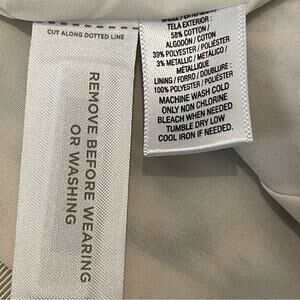 CUT ALONG DOTTED LINE
REMOVE BEFORE WEARING
OR WASHING
TELA EXTERIOR :
58% COTTON /
ALGODÓN / COTON
39% POLYESTER / POLIÉSTER
3% METALLIC / METÁLICO /
MÉTALLIQUE
LINING / FORRO / DOUBLURE :
100% POLYESTER / POLIÉSTER
MACHINE WASH COLD
ONLY NON CHLORINE
BLEACH WHEN NEEDED
TUMBLE DRY LOW
COOL IRON IF NEEDED.